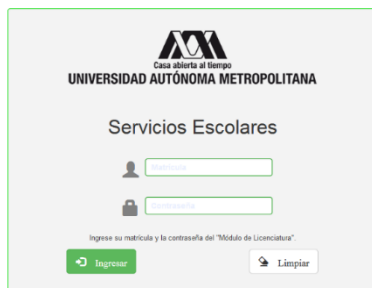 Casa abierta al tiempo
UNIVERSIDAD AUTÓNOMA METROPOLITANA
Servicios Escolares
Matrícula
Contraseña
Ingrese su matrícula y la contraseña del "Módulo de Licenciatura".
Ingresar
Limpiar